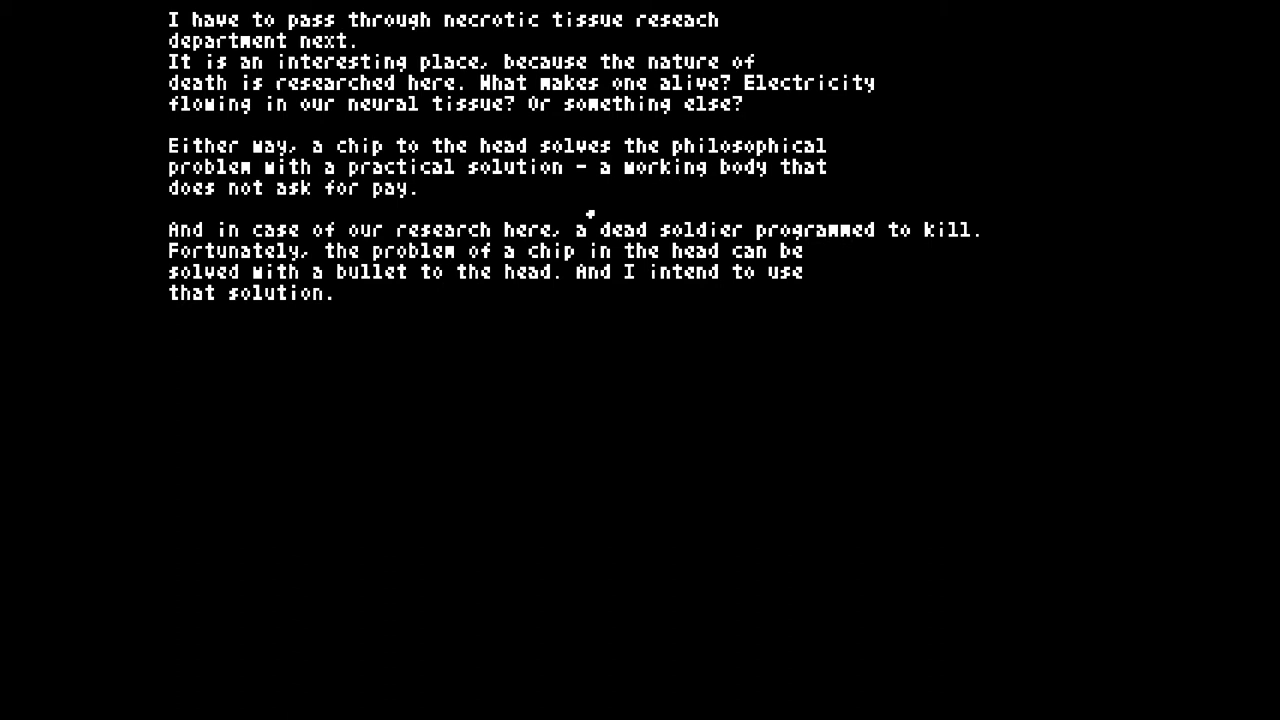 I have to pass through necrotic tissue reseach
department next.
It is an interesting place, because the nature of
death is researched here. What makes one alive? Electricity
flowing in our neural tissue? Or something else?
Either way, a chip to the head solves the philosophical
problem with a practical solution - a working body that
does not ask for pay.
And in case of our research here, a dead soldier programmed to kill.
Fortunately, the problem of a chip in the head can be
solved with a bullet to the head. And I intend to use
that solution.